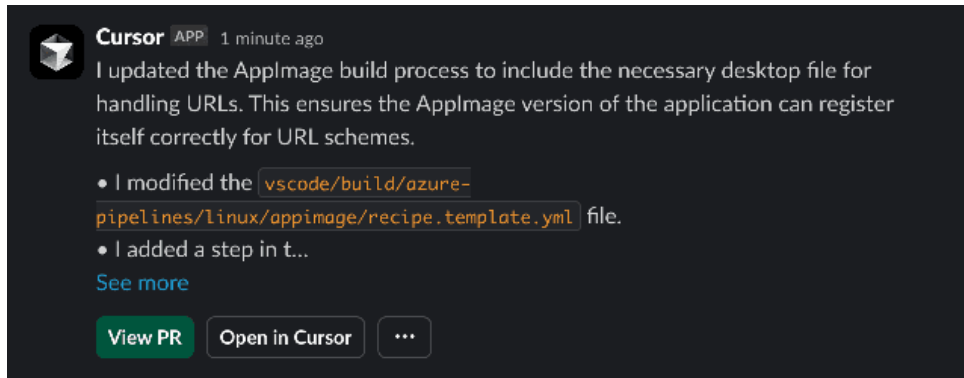 Cursor APP 1 minute ago
I updated the AppImage build process to include the necessary desktop file for
handling URLs. This ensures the AppImage version of the application can register
itself correctly for URL schemes.
• I modified the vscode/build/azure-
pipelines/linux/appimage/recipe.template.yml file.
• I added a step in t...
See more
View PR Open in Cursor ...